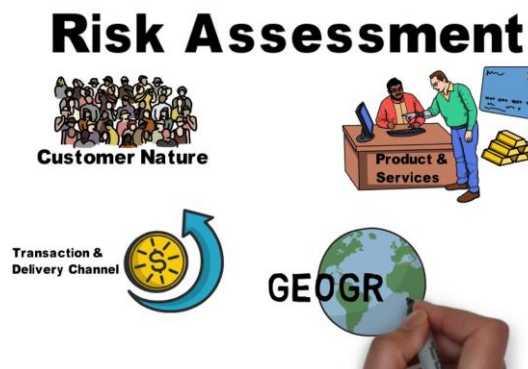 Risk Assessment
Customer Nature
Product &
Services
Transaction &
Delivery Channel
GEOGR